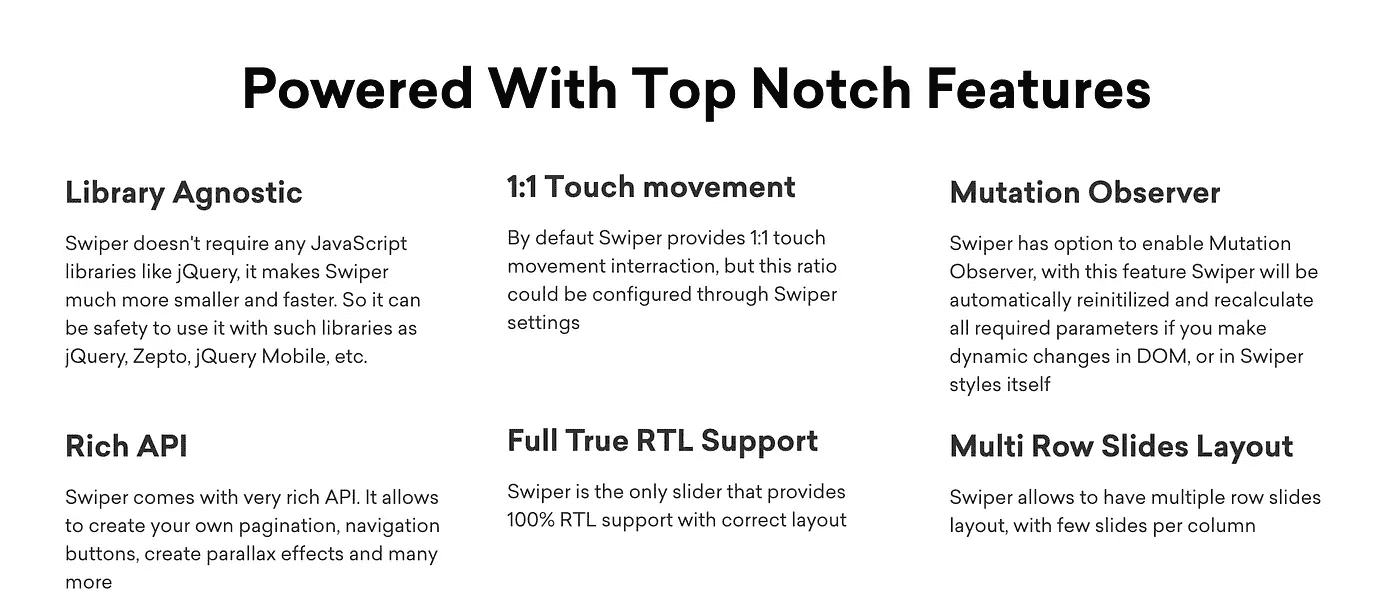 Powered With Top Notch Features
Library Agnostic
Swiper doesn't require any JavaScript
libraries like jQuery, it makes Swiper
much more smaller and faster. So it can
be safety to use it with such libraries as
jQuery, Zepto, jQuery Mobile, etc.
1:1 Touch movement
By defaut Swiper provides 1:1 touch
movement interraction, but this ratio
could be configured through Swiper
settings
Mutation Observer
Swiper has option to enable Mutation
Observer, with this feature Swiper will be
automatically reinitilized and recalculate
all required parameters if you make
dynamic changes in DOM, or in Swiper
styles itself
Rich API
Swiper comes with very rich API. It allows
to create your own pagination, navigation
buttons, create parallax effects and many
more
Full True RTL Support
Swiper is the only slider that provides
100% RTL support with correct layout
Multi Row Slides Layout
Swiper allows to have multiple row slides
layout, with few slides per column